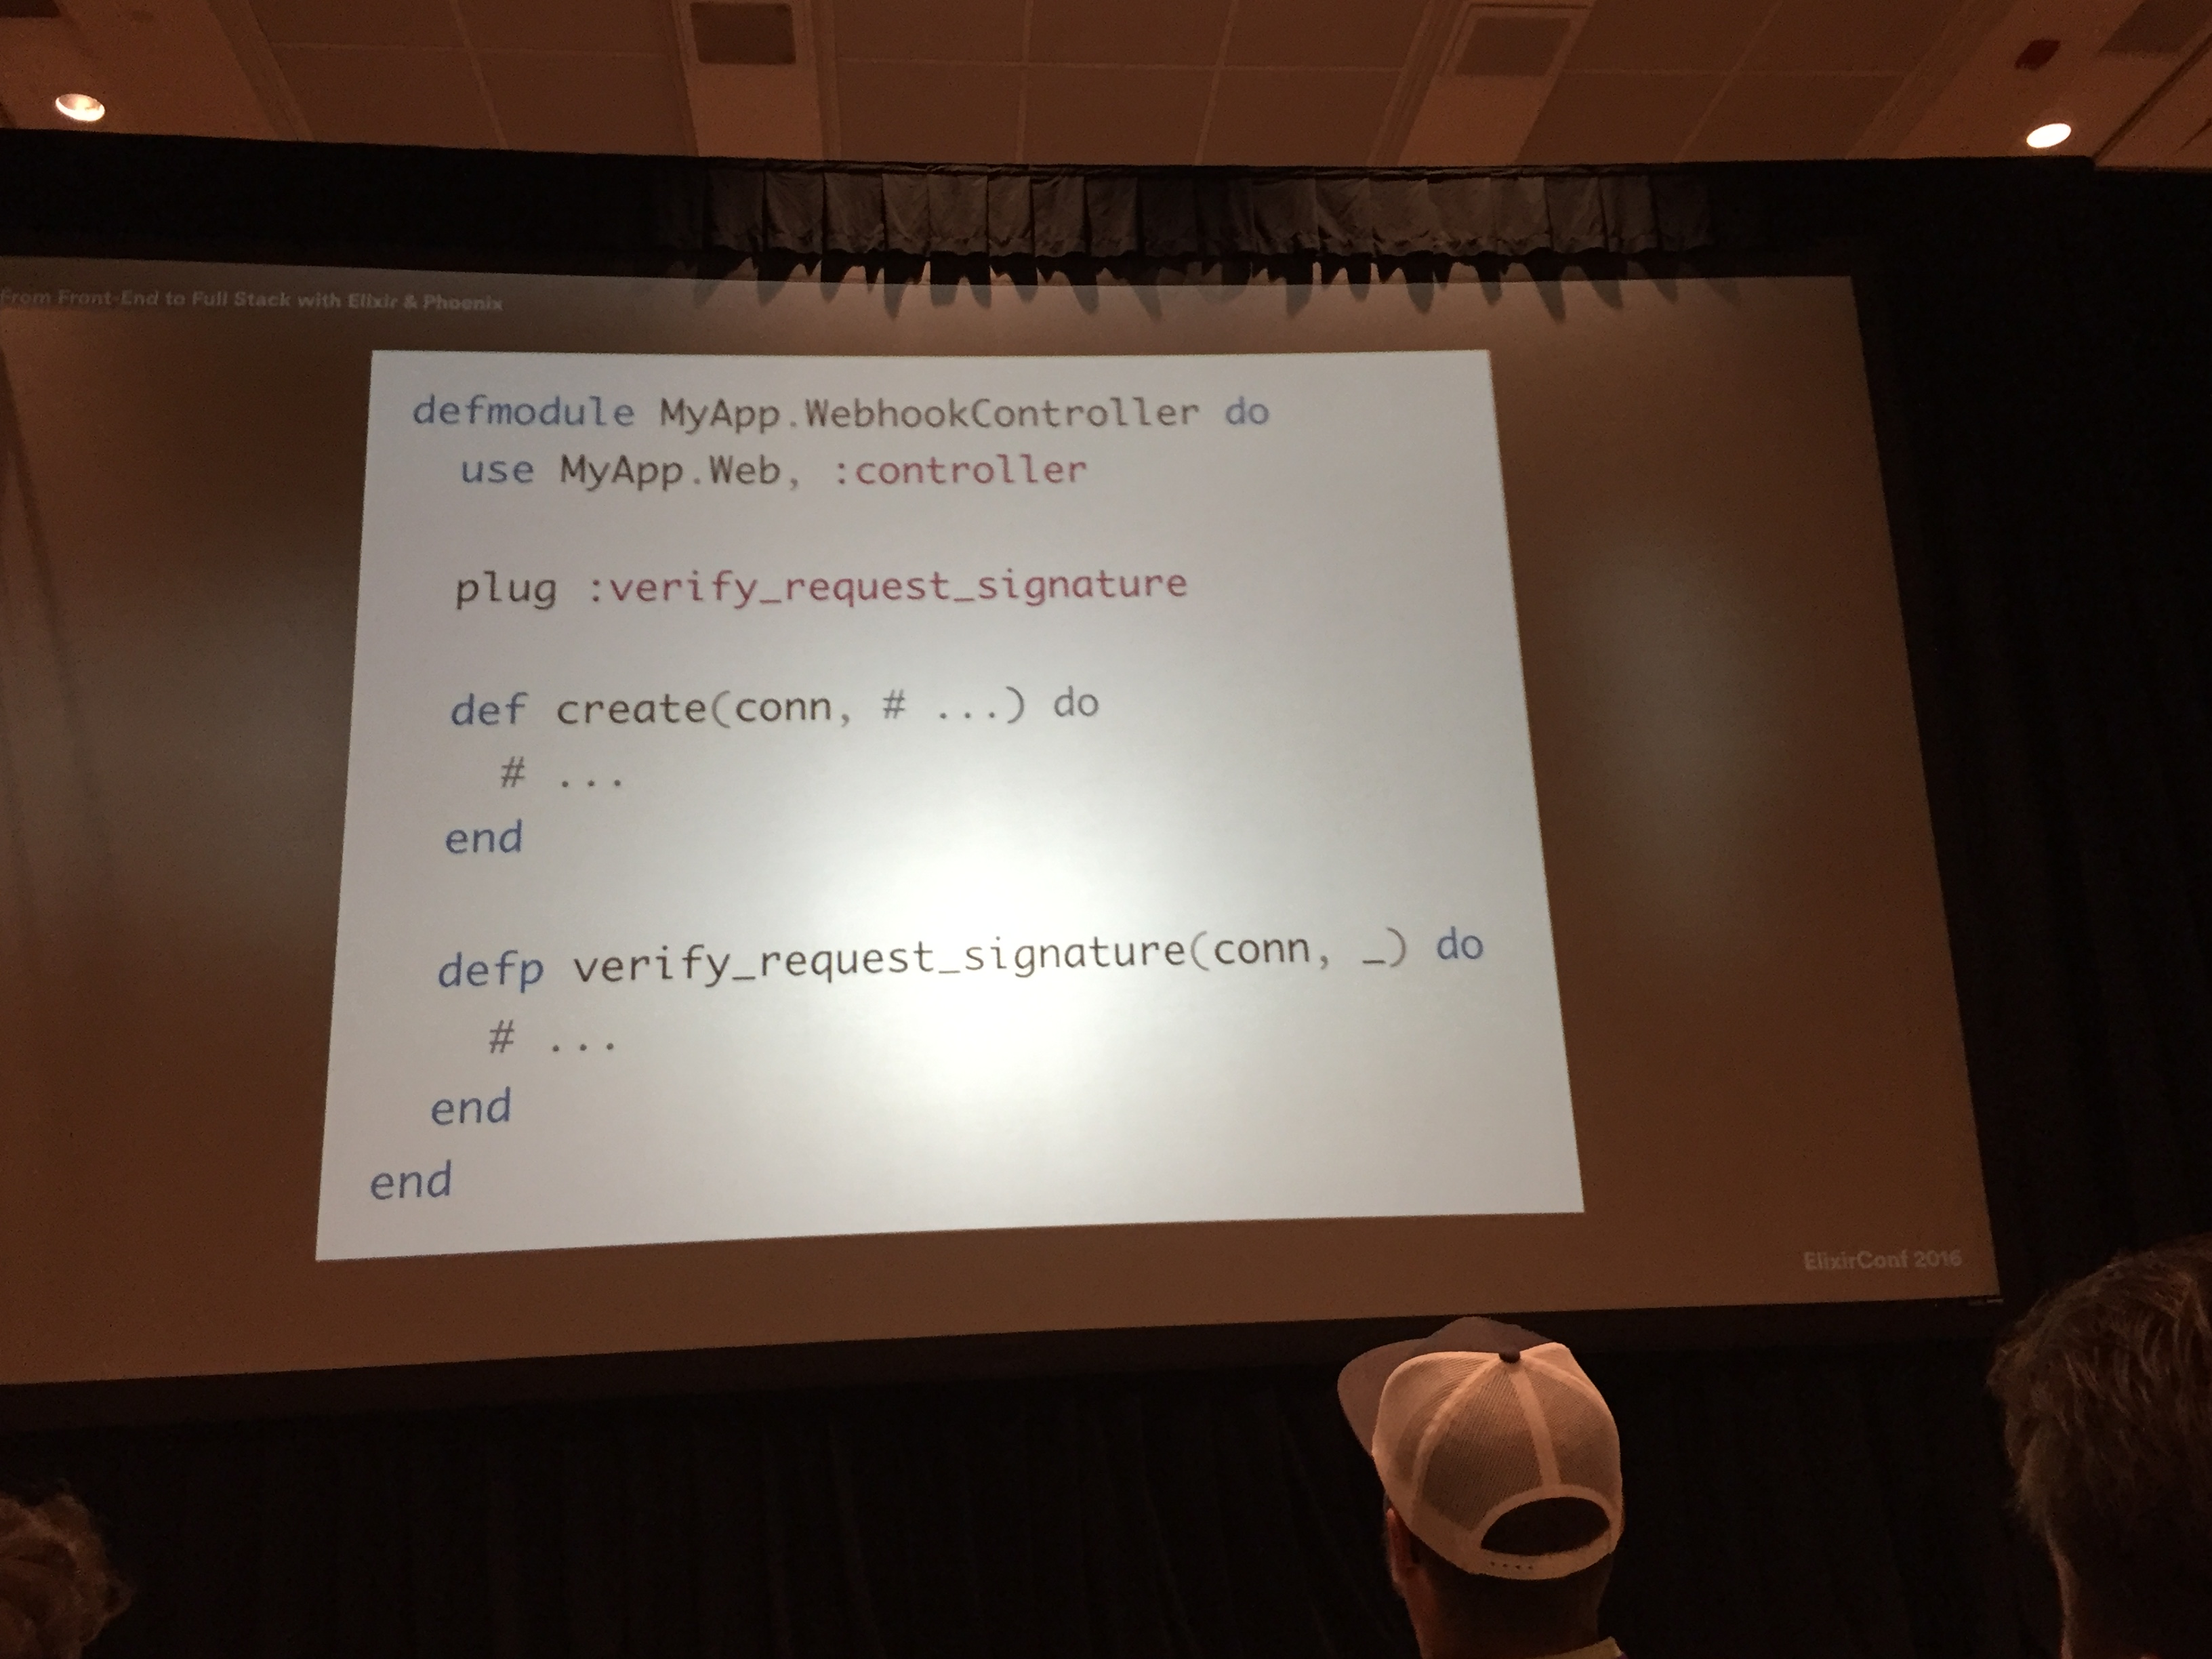 From Front-End to Full Stack with Elixir & Phoenix
defmodule MyApp.WebhookController do
  use MyApp.Web, :controller

  plug :verify_request_signature

  def create(conn, # ...) do
    # ...
  end

  defp verify_request_signature(conn, _) do
    # ...
  end
end
ElixirConf 2016